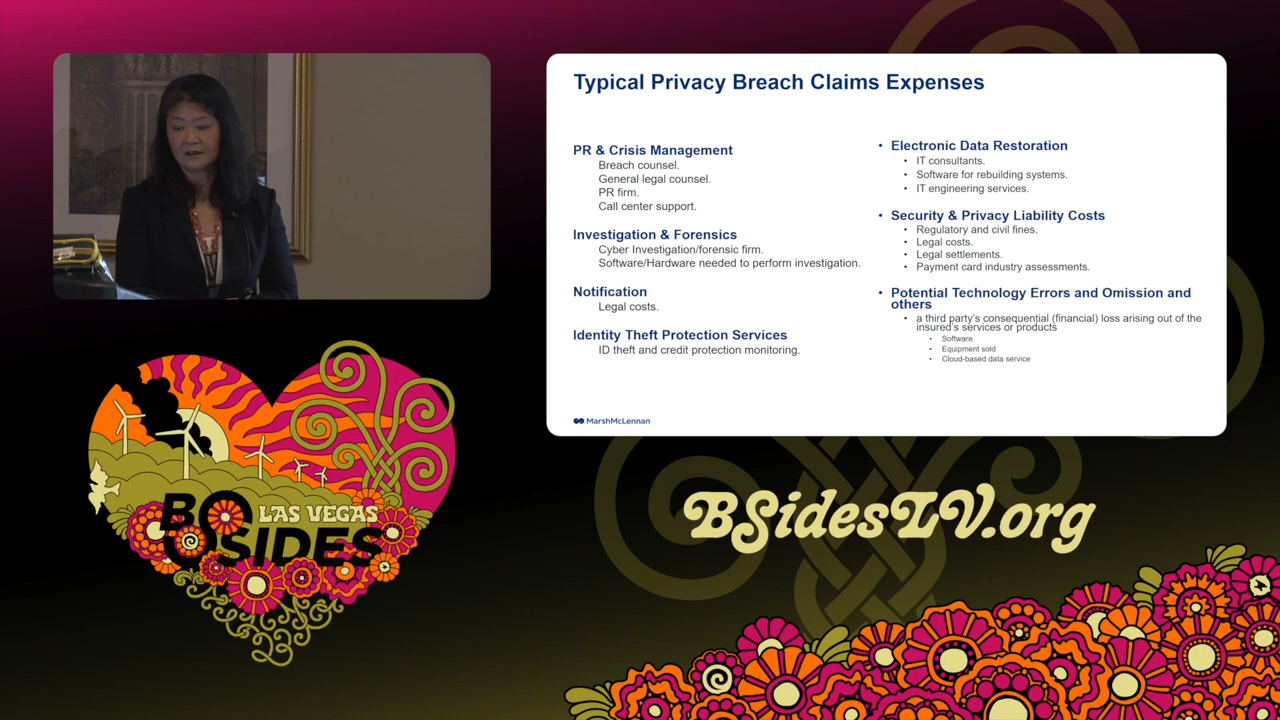 Typical Privacy Breach Claims Expenses
PR & Crisis Management
Breach counsel.
General legal counsel.
PR firm.
Call center support.
Investigation & Forensics
Cyber Investigation/forensic firm.
Software/Hardware needed to perform investigation.
Notification
Legal costs.
Identity Theft Protection Services
ID theft and credit protection monitoring.
• Electronic Data Restoration
• IT consultants.
• Software for rebuilding systems.
• IT engineering services.
• Security & Privacy Liability Costs
• Regulatory and civil fines.
• Legal costs.
• Legal settlements.
• Payment card industry assessments.
• Potential Technology Errors and Omission and
others
• a third party's consequential (financial) loss arising out of the
insured's services or products
• Software
• Equipment sold
• Cloud-based data service
MarshMcLennan
BSidesLV.org
BSIDES
LAS VEGAS
23